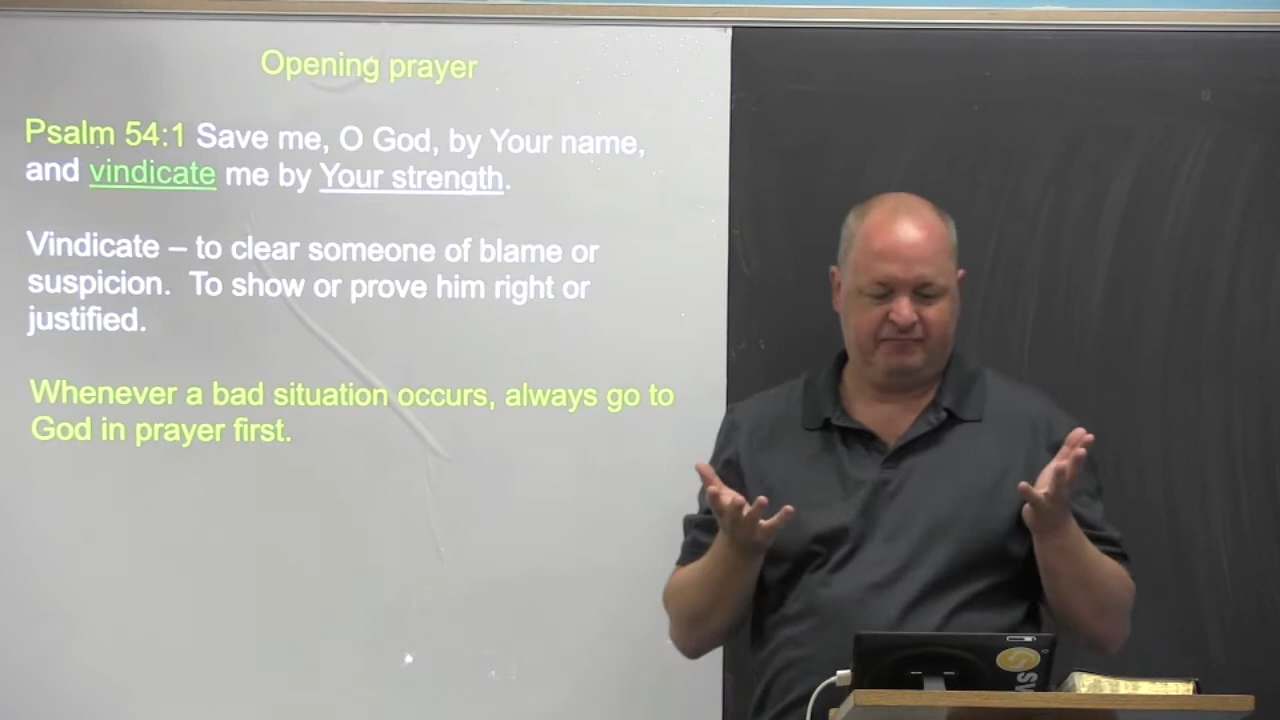 Opening prayer
Psalm 54:1 Save me, O God, by Your name,
and vindicate me by Your strength.
Vindicate – to clear someone of blame or
suspicion.  To show or prove him right or
justified.
Whenever a bad situation occurs, always go to
God in prayer first.
SW